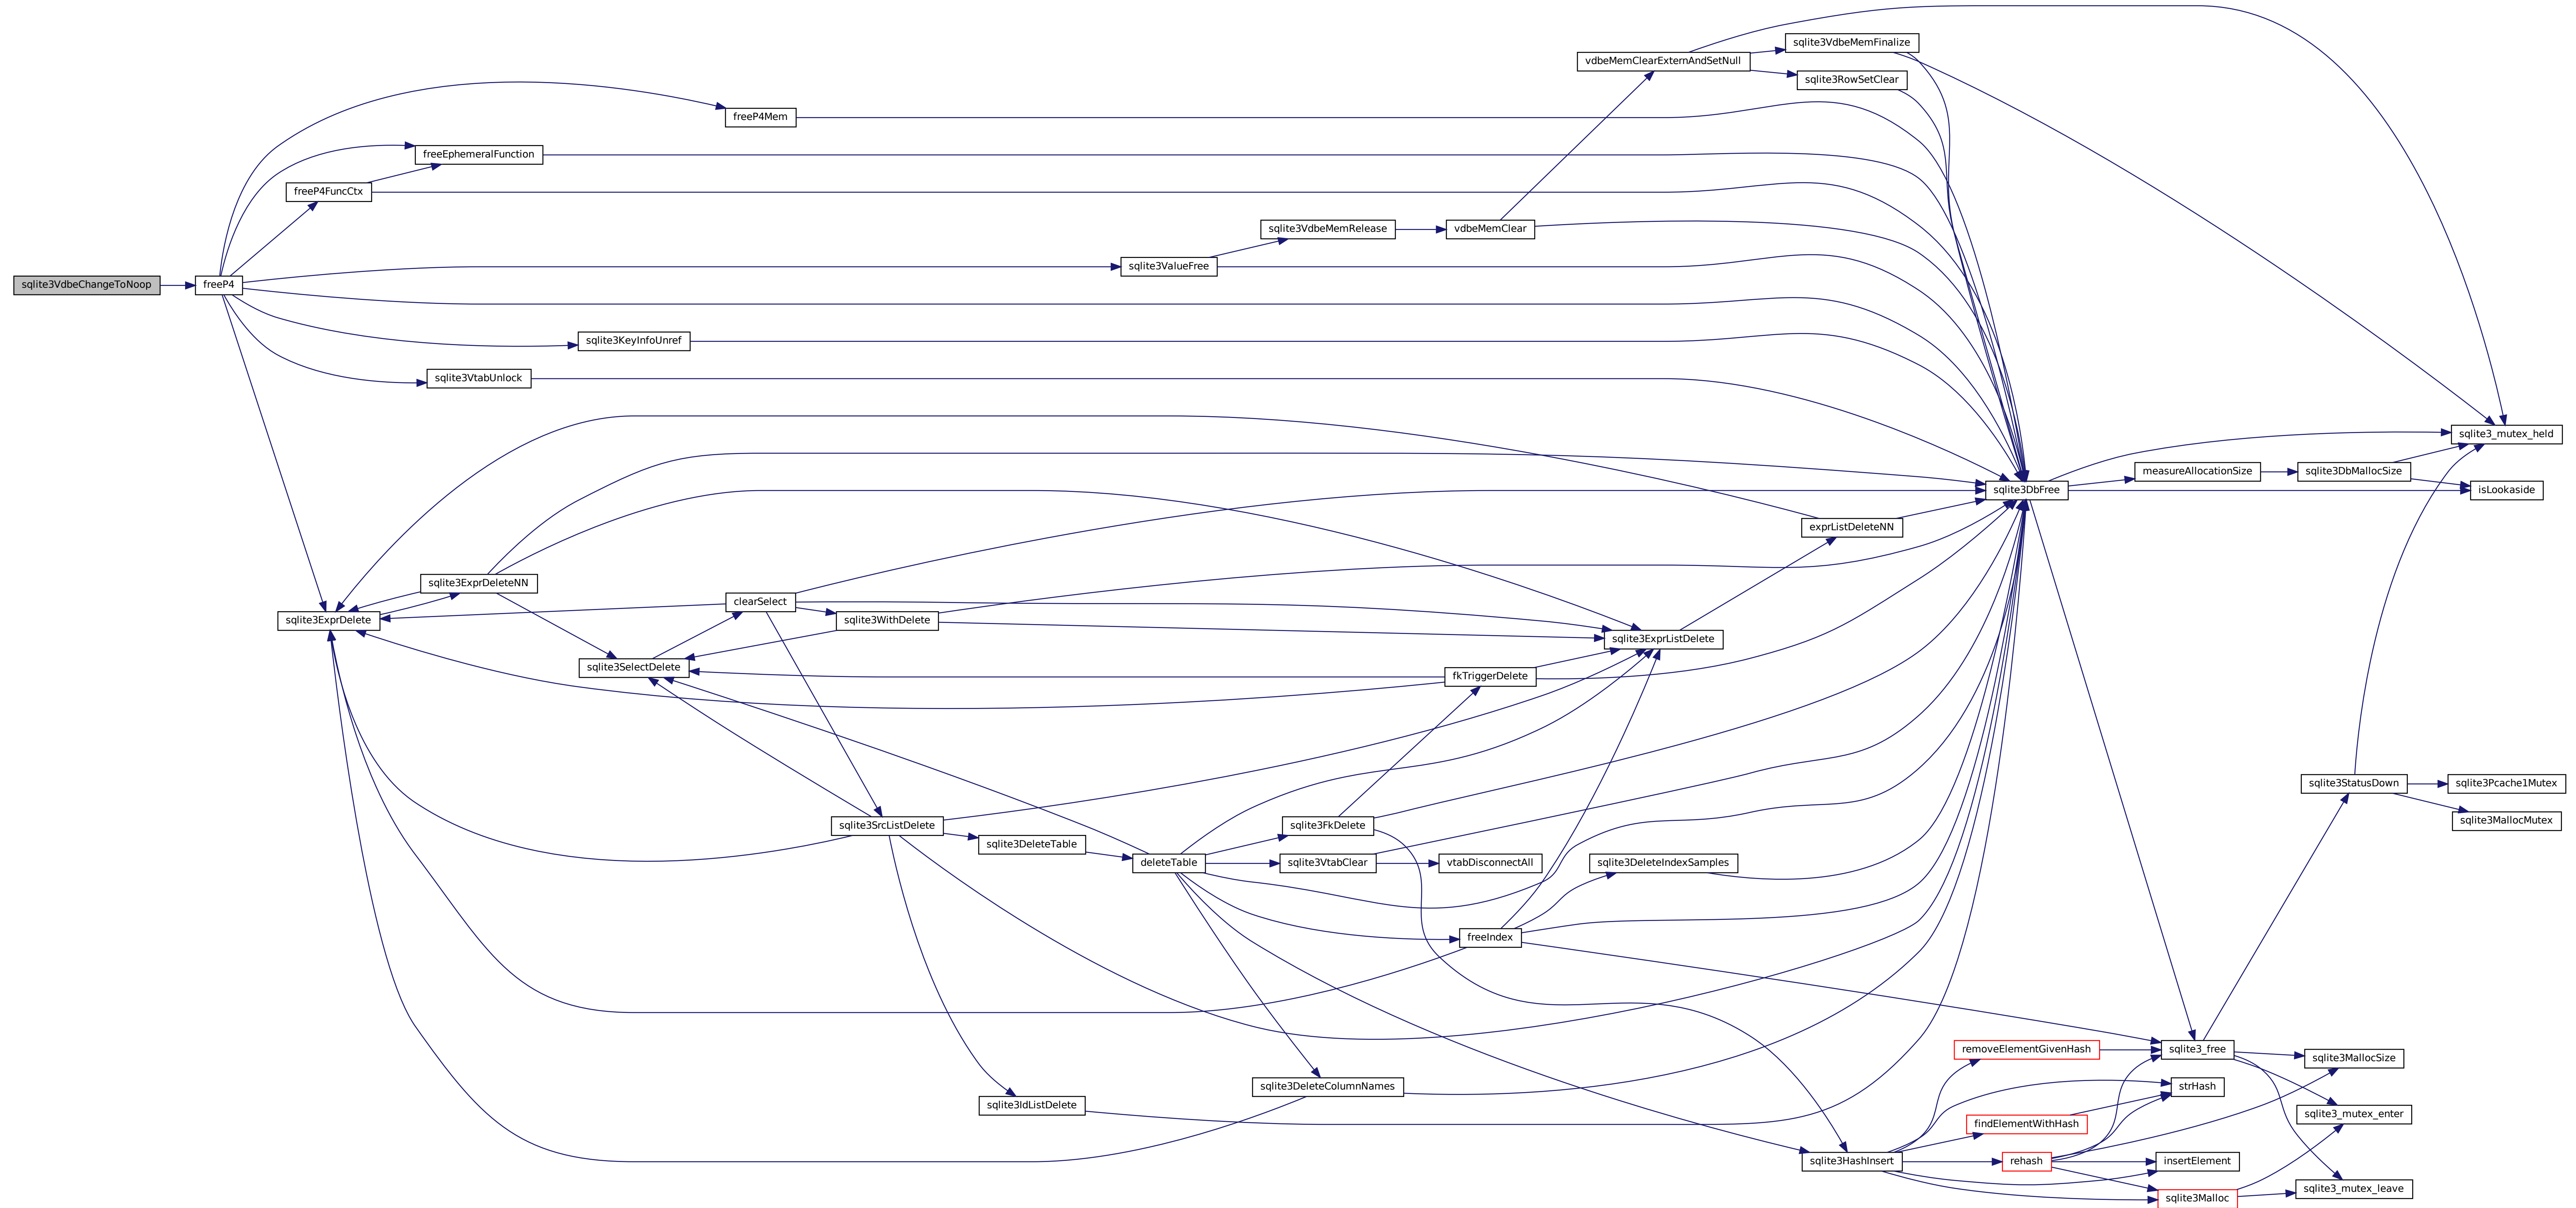 sqlite3VdbeChangeToNoop
freeP4
freeP4Mem
freeEphemeralFunction
freeP4FuncCtx
sqlite3ValueFree
sqlite3VdbeMemRelease
vdbeMemClear
vdbeMemClearExternAndSetNull
sqlite3VdbeMemFinalize
sqlite3RowSetClear
sqlite3KeyInfoUnref
sqlite3VtabUnlock
sqlite3ExprDelete
sqlite3ExprDeleteNN
sqlite3SelectDelete
clearSelect
sqlite3WithDelete
sqlite3SrcListDelete
sqlite3DeleteTable
sqlite3IdListDelete
deleteTable
sqlite3FkDelete
sqlite3VtabClear
vtabDisconnectAll
fkTriggerDelete
freeIndex
sqlite3DeleteIndexSamples
sqlite3DeleteColumnNames
sqlite3ExprListDelete
exprListDeleteNN
sqlite3HashInsert
sqlite3DbFree
measureAllocationSize
sqlite3DbMallocSize
sqlite3_mutex_held
isLookaside
sqlite3StatusDown
sqlite3Pcache1Mutex
sqlite3MallocMutex
removeElementGivenHash
findElementWithHash
rehash
sqlite3_free
strHash
insertElement
sqlite3Malloc
sqlite3MallocSize
sqlite3_mutex_enter
sqlite3_mutex_leave